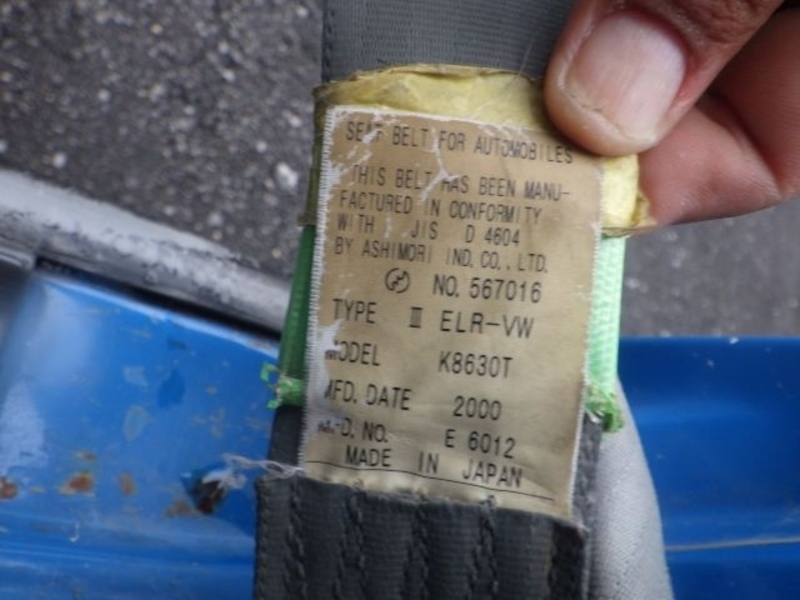 SEAT BELT FOR AUTOMOBILES
THIS BELT HAS BEEN MANU-
FACTURED IN CONFORMITY
WITH JIS D 4604
BY ASHIMORI IND. CO., LTD.
NO. 567016
TYPE III ELR-VW
MODEL K8630T
MFD. DATE 2000
NO. E 6012
MADE IN JAPAN